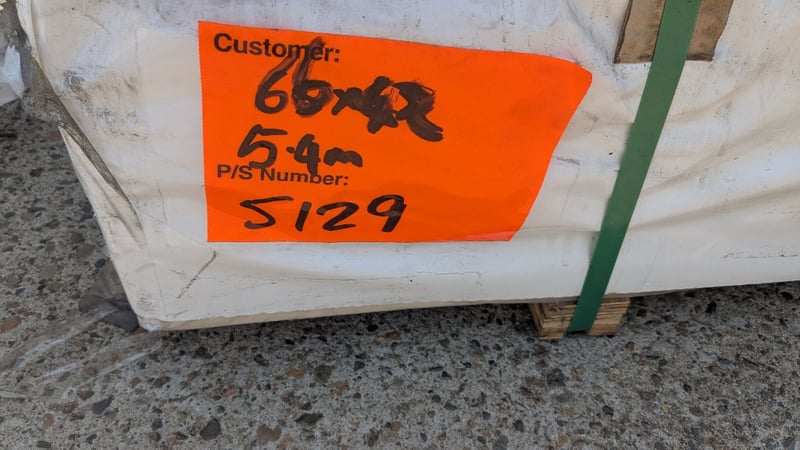 Customer:
66x42
5.4m
P/S Number:
5129